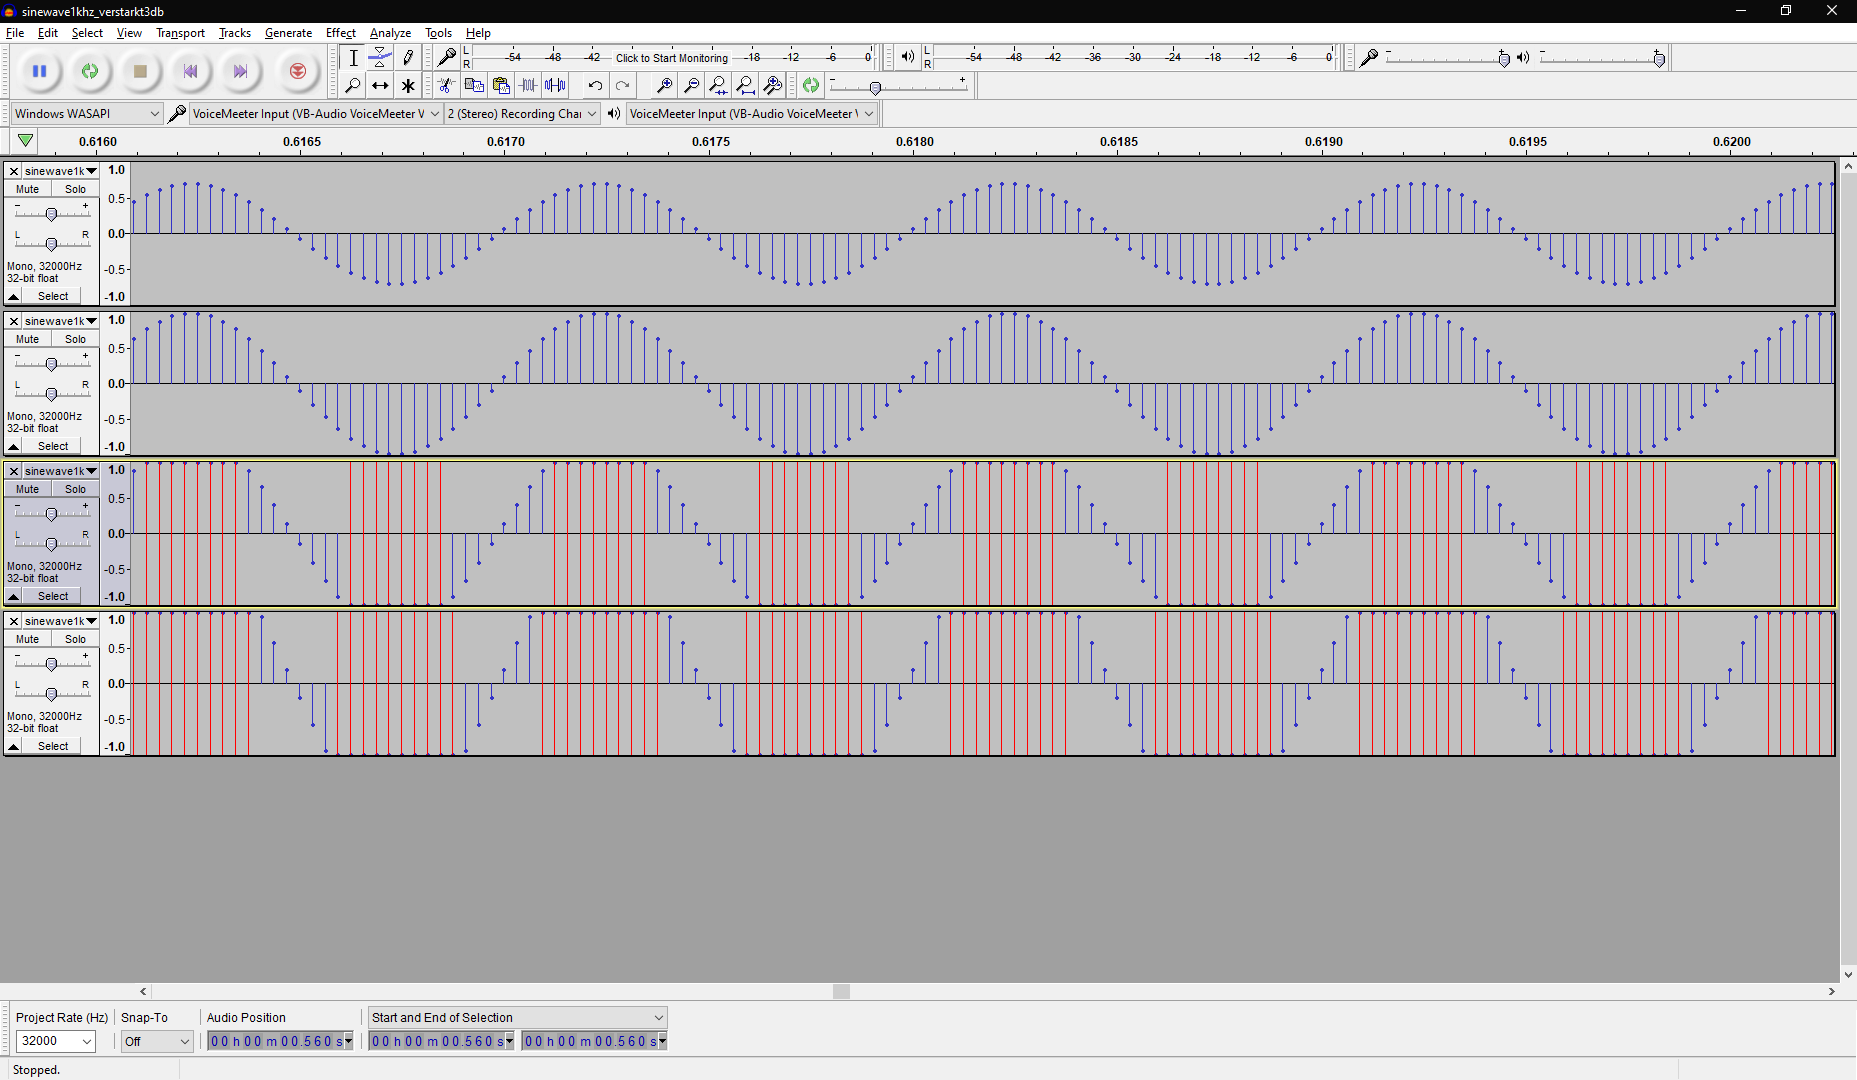 sinewave1khz_verstarkt3db
File Edit Select View Transport Tracks Generate Effect Analyze Tools Help
L -54 -48 -42 Click to Start Monitoring -18 -12 -6 0 L -54 -48 -42 -36 -30 -24 -18 -12 -6 0
R R
Windows WASAPI VoiceMeeter Input (VB-Audio VoiceMeeter V 2 (Stereo) Recording Chai VoiceMeeter Input (VB-Audio VoiceMeeter \
0.6160 0.6165 0.6170 0.6175 0.6180 0.6185 0.6190 0.6195 0.6200
sinewave1k 1.0
Mute Solo
- + 0.5
L R 0.0
Mono, 32000Hz -0.5
32-bit float
Select -1.0
sinewave1k 1.0
Mute Solo
- + 0.5
L R 0.0
Mono, 32000Hz -0.5
32-bit float
Select -1.0
sinewave1k 1.0
Mute Solo
- + 0.5
L R 0.0
Mono, 32000Hz -0.5
32-bit float
Select -1.0
sinewave1k 1.0
Mute Solo
- + 0.5
L R 0.0
Mono, 32000Hz -0.5
32-bit float
Select -1.0
Project Rate (Hz) Snap-To Audio Position Start and End of Selection
32000 Off 00 h 00 m 00.560 s 00 h 00 m 00.560 s 00 h 00 m 00.560 s
Stopped.